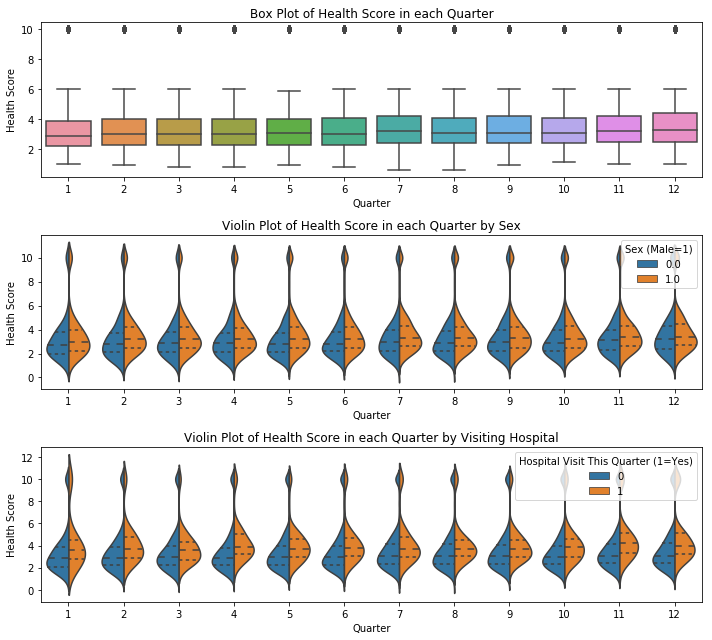 Box Plot of Health Score in each Quarter
10
8
6
4
2
Health Score
1 2 3 4 5 6 7 8 9 10 11 12
Quarter
Violin Plot of Health Score in each Quarter by Sex
10
8
6
4
2
0
Health Score
Sex (Male=1)
0.0
1.0
1 2 3 4 5 6 7 8 9 10 11 12
Quarter
Violin Plot of Health Score in each Quarter by Visiting Hospital
12
10
8
6
4
2
0
Health Score
Hospital Visit This Quarter (1=Yes)
0
1
1 2 3 4 5 6 7 8 9 10 11 12
Quarter